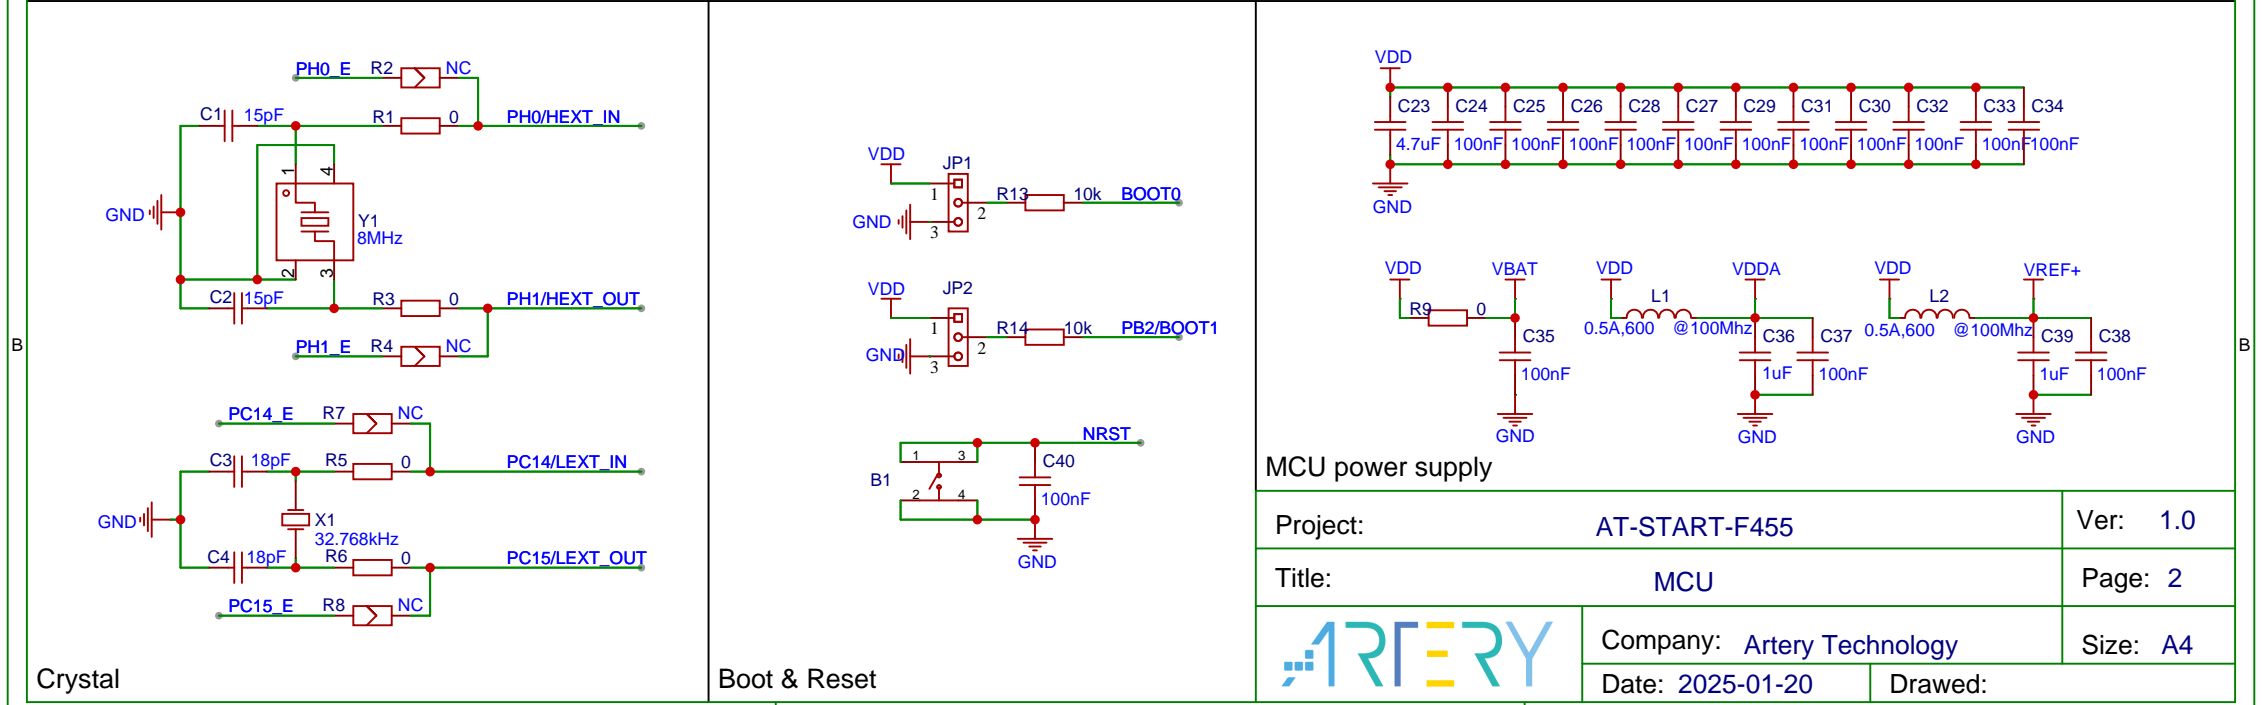 PH0_E R2 NC
C1 15pF R1 0 PH0/HEXT_IN
1 4
GND
Y1
8MHz
2 3
C2 15pF R3 0 PH1/HEXT_OUT
PH1_E R4 NC
PC14_E R7 NC
C3 18pF R5 0 PC14/LEXT_IN
GND
X1
32.768kHz
C4 18pF R6 0 PC15/LEXT_OUT
PC15_E R8 NC
Crystal
VDD JP1
1 R13 10k BOOT0
GND 2
3
VDD JP2
1 R14 10k PB2/BOOT1
GND 2
3
NRST
1 3 C40
B1
2 4 100nF
GND
Boot & Reset
VDD
C23 C24 C25 C26 C28 C27 C29 C31 C30 C32 C33 C34
4.7uF 100nF 100nF 100nF 100nF 100nF 100nF 100nF 100nF 100nF 100nF 100nF
GND
VDD VBAT VDD VDDA VDD VREF+
R9 0 L1 L2
0.5A,600 @100Mhz 0.5A,600 @100Mhz
C35 C36 C37 C39 C38
100nF 1uF 100nF 1uF 100nF
GND GND GND
MCU power supply
B B
Project: AT-START-F455 Ver: 1.0
Title: MCU Page: 2
ARTERY
Company: Artery Technology Size: A4
Date: 2025-01-20 Drawed: